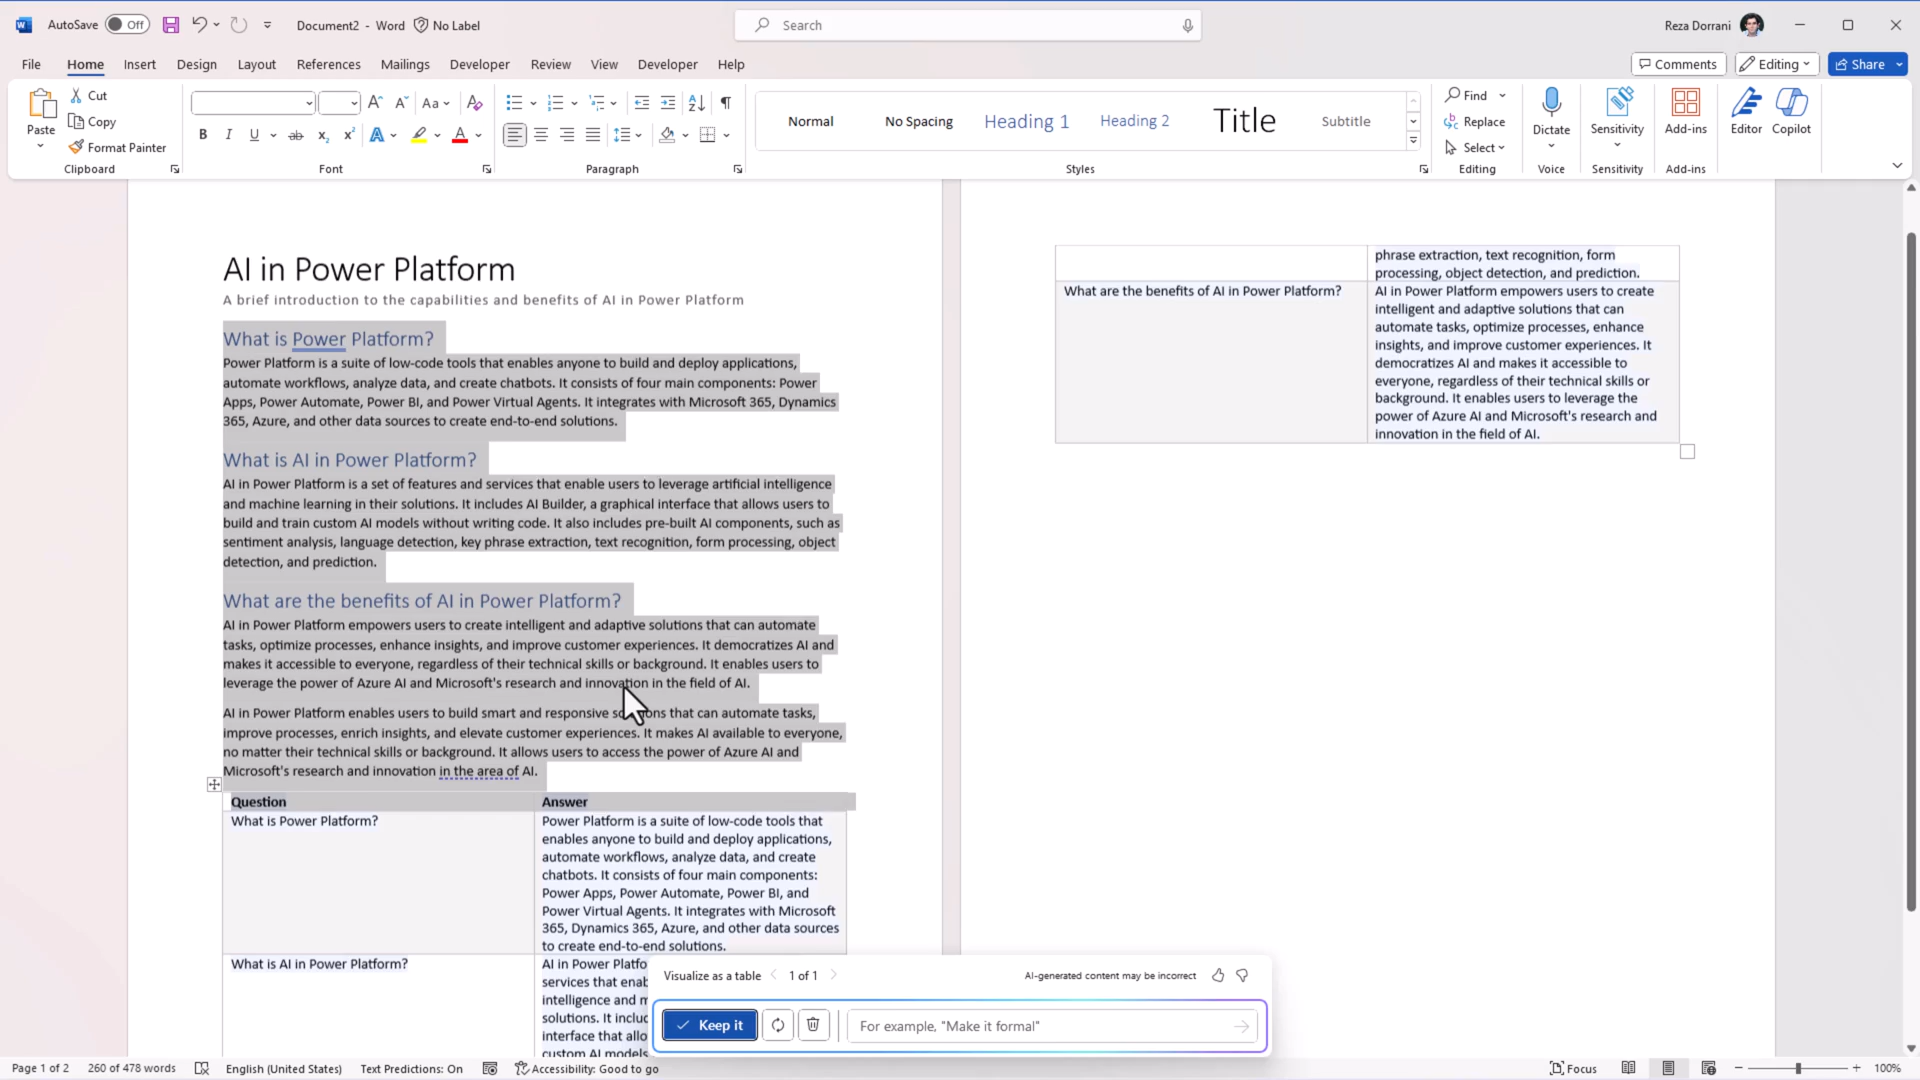 AutoSave Off Document2 - Word No Label Search Reza Dorrani
File Home Insert Design Layout References Mailings Developer Review View Developer Help Comments Editing Share
Paste Cut Copy Format Painter Clipboard
Aa B I U ab x₂ x² A A Font
Paragraph
Normal No Spacing Heading 1 Heading 2 Title Subtitle Styles
Find Replace Select Editing
Dictate Voice Sensitivity Sensitivity Add-ins Add-ins Editor Copilot
AI in Power Platform
A brief introduction to the capabilities and benefits of AI in Power Platform
What is Power Platform?
Power Platform is a suite of low-code tools that enables anyone to build and deploy applications,
automate workflows, analyze data, and create chatbots. It consists of four main components: Power
Apps, Power Automate, Power BI, and Power Virtual Agents. It integrates with Microsoft 365, Dynamics
365, Azure, and other data sources to create end-to-end solutions.
What is AI in Power Platform?
AI in Power Platform is a set of features and services that enable users to leverage artificial intelligence
and machine learning in their solutions. It includes AI Builder, a graphical interface that allows users to
build and train custom AI models without writing code. It also includes pre-built AI components, such as
sentiment analysis, language detection, key phrase extraction, text recognition, form processing, object
detection, and prediction.
What are the benefits of AI in Power Platform?
AI in Power Platform empowers users to create intelligent and adaptive solutions that can automate
tasks, optimize processes, enhance insights, and improve customer experiences. It democratizes AI and
makes it accessible to everyone, regardless of their technical skills or background. It enables users to
leverage the power of Azure AI and Microsoft's research and innovation in the field of AI.
AI in Power Platform enables users to build smart and responsive solutions that can automate tasks,
improve processes, enrich insights, and elevate customer experiences. It makes AI available to everyone,
no matter their technical skills or background. It allows users to access the power of Azure AI and
Microsoft's research and innovation in the area of AI.
Question Answer
What is Power Platform? Power Platform is a suite of low-code tools that
enables anyone to build and deploy applications,
automate workflows, analyze data, and create
chatbots. It consists of four main components:
Power Apps, Power Automate, Power BI, and
Power Virtual Agents. It integrates with Microsoft
365, Dynamics 365, Azure, and other data sources
to create end-to-end solutions.
What is AI in Power Platform? AI in Power Platfo
services that enab
intelligence and m
solutions. It includ
interface that allo
custom AI models
phrase extraction, text recognition, form
processing, object detection, and prediction.
What are the benefits of AI in Power Platform? AI in Power Platform empowers users to create
intelligent and adaptive solutions that can
automate tasks, optimize processes, enhance
insights, and improve customer experiences. It
democratizes AI and makes it accessible to
everyone, regardless of their technical skills or
background. It enables users to leverage the
power of Azure AI and Microsoft's research and
innovation in the field of AI.
Visualize as a table 1 of 1 AI-generated content may be incorrect
Keep it For example, "Make it formal"
Page 1 of 2 260 of 478 words English (United States) Text Predictions: On Accessibility: Good to go Focus 100%